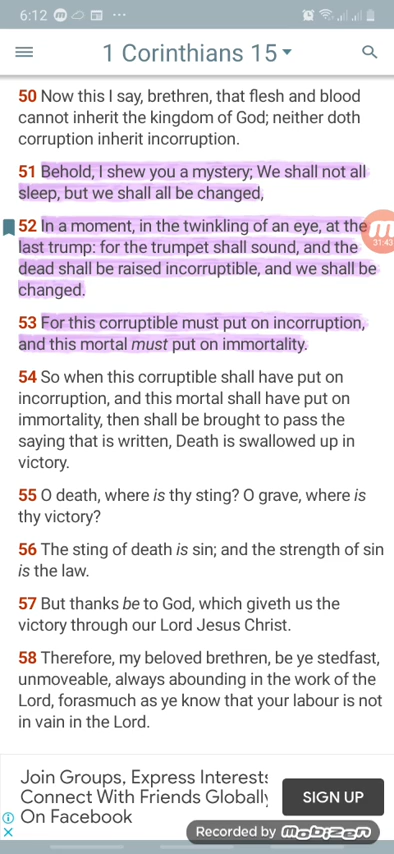 6:12
1 Corinthians 15
50 Now this I say, brethren, that flesh and blood
cannot inherit the kingdom of God; neither doth
corruption inherit incorruption.
51 Behold, I shew you a mystery; We shall not all
sleep, but we shall all be changed,
52 In a moment, in the twinkling of an eye, at the
last trump: for the trumpet shall sound, and the
dead shall be raised incorruptible, and we shall be
changed.
31:43
53 For this corruptible must put on incorruption,
and this mortal must put on immortality.
54 So when this corruptible shall have put on
incorruption, and this mortal shall have put on
immortality, then shall be brought to pass the
saying that is written, Death is swallowed up in
victory.
55 O death, where is thy sting? O grave, where is
thy victory?
56 The sting of death is sin; and the strength of sin
is the law.
57 But thanks be to God, which giveth us the
victory through our Lord Jesus Christ.
58 Therefore, my beloved brethren, be ye stedfast,
unmoveable, always abounding in the work of the
Lord, forasmuch as ye know that your labour is not
in vain in the Lord.
Join Groups, Express Interests
Connect With Friends Globally
On Facebook
SIGN UP
Recorded by mobizen